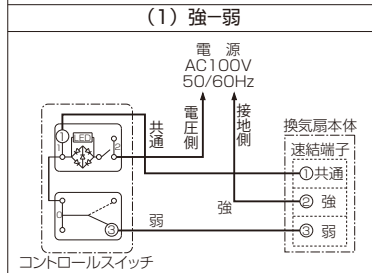 (1) 強−弱
電 源
AC100V
50/60Hz
LED
①
1
2
共通
電圧側
接地側
換気扇本体
速結端子
①共通
② 強
③ 弱
強
0
弱
③
コントロールスイッチ